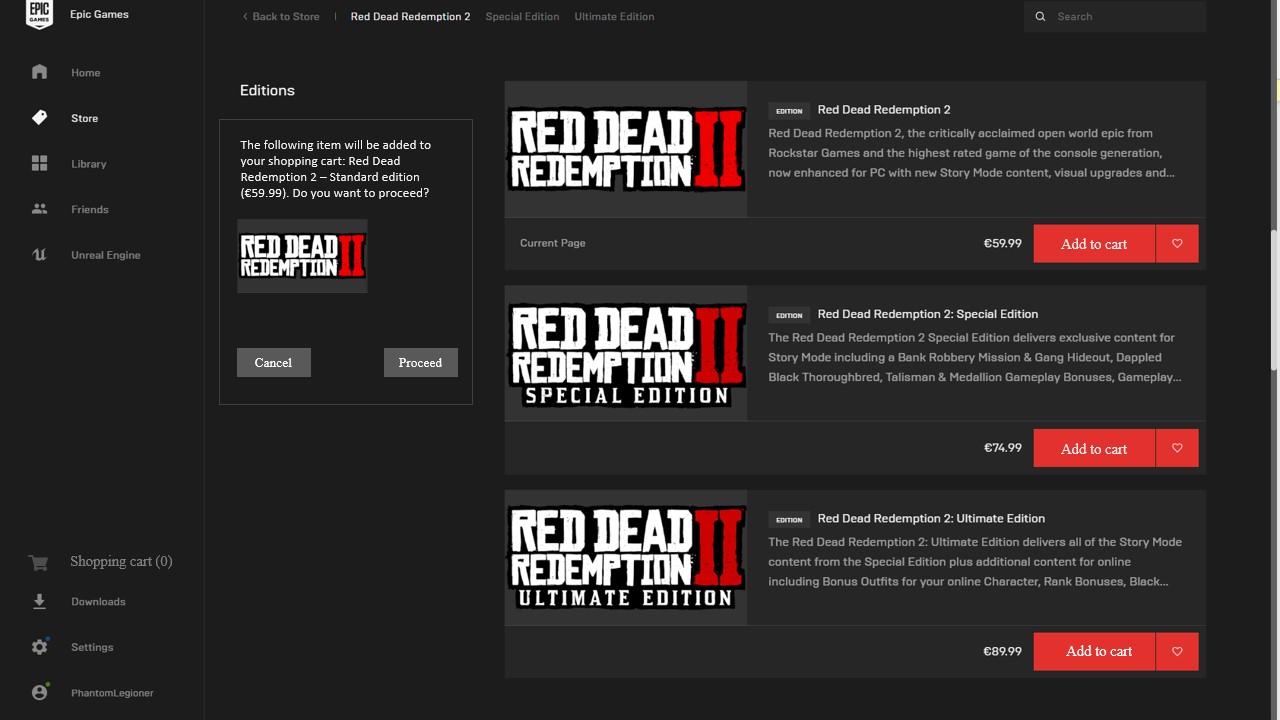 EPIC
GAMES
Epic Games
Home
Store
Library
Friends
Unreal Engine
Shopping cart (0)
Downloads
Settings
PhantomLegioner
Back to Store
Red Dead Redemption 2
Special Edition
Ultimate Edition
Search
Editions
The following item will be added to
your shopping cart: Red Dead
Redemption 2 – Standard edition
(€59.99). Do you want to proceed?
RED DEAD
REDEMPTION II
Cancel
Proceed
RED DEAD
REDEMPTION II
EDITION
Red Dead Redemption 2
Red Dead Redemption 2, the critically acclaimed open world epic from
Rockstar Games and the highest rated game of the console generation,
now enhanced for PC with new Story Mode content, visual upgrades and...
Current Page
€59.99
Add to cart
RED DEAD
REDEMPTION II
SPECIAL EDITION
EDITION
Red Dead Redemption 2: Special Edition
The Red Dead Redemption 2 Special Edition delivers exclusive content for
Story Mode including a Bank Robbery Mission & Gang Hideout, Dappled
Black Thoroughbred, Talisman & Medallion Gameplay Bonuses, Gameplay...
€74.99
Add to cart
RED DEAD
REDEMPTION II
ULTIMATE EDITION
EDITION
Red Dead Redemption 2: Ultimate Edition
The Red Dead Redemption 2: Ultimate Edition delivers all of the Story Mode
content from the Special Edition plus additional content for online
including Bonus Outfits for your online Character, Rank Bonuses, Black...
€89.99
Add to cart